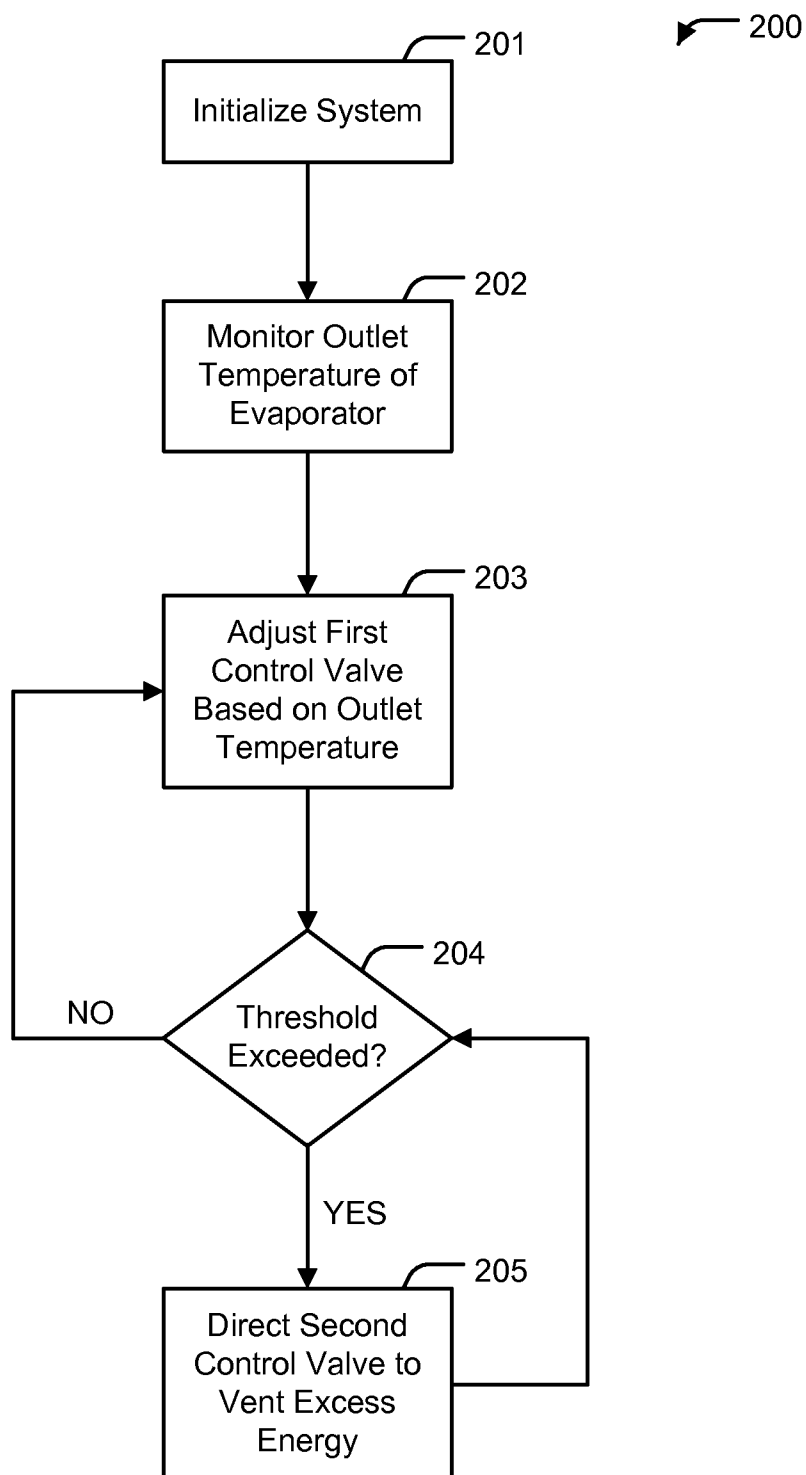 200
201
Initialize System
202
Monitor Outlet
Temperature of
Evaporator
203
Adjust First
Control Valve
Based on Outlet
Temperature
204
Threshold
Exceeded?
NO
YES
205
Direct Second
Control Valve to
Vent Excess
Energy